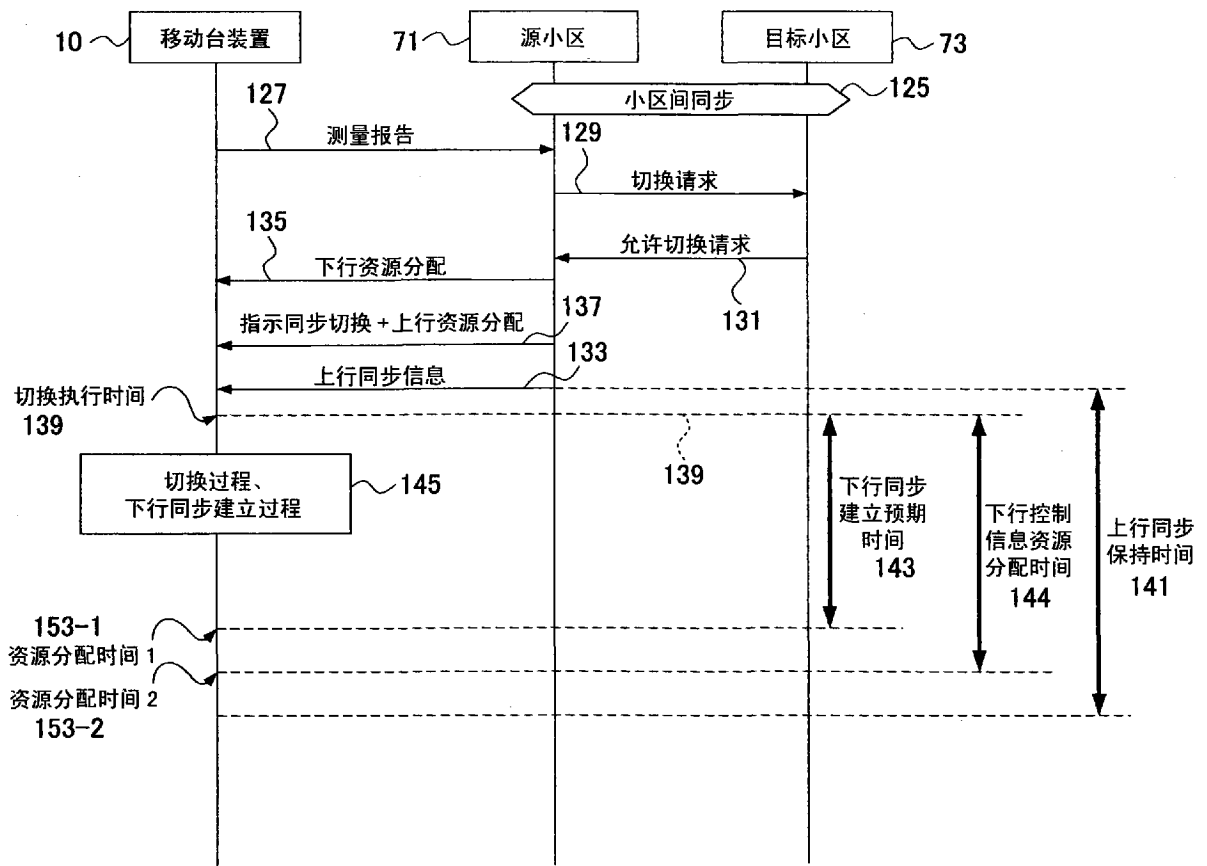 10
移动台装置
71
源小区
目标小区
73
小区间同步
125
127
测量报告
129
切换请求
135
允许切换请求
下行资源分配
131
137
指示同步切换+上行资源分配
133
上行同步信息
切换执行时间
139
139
切换过程、
下行同步建立过程
145
下行同步
建立预期
时间
143
下行控制
信息资源
分配时间
144
上行同步
保持时间
141
153-1
资源分配时间1
资源分配时间2
153-2